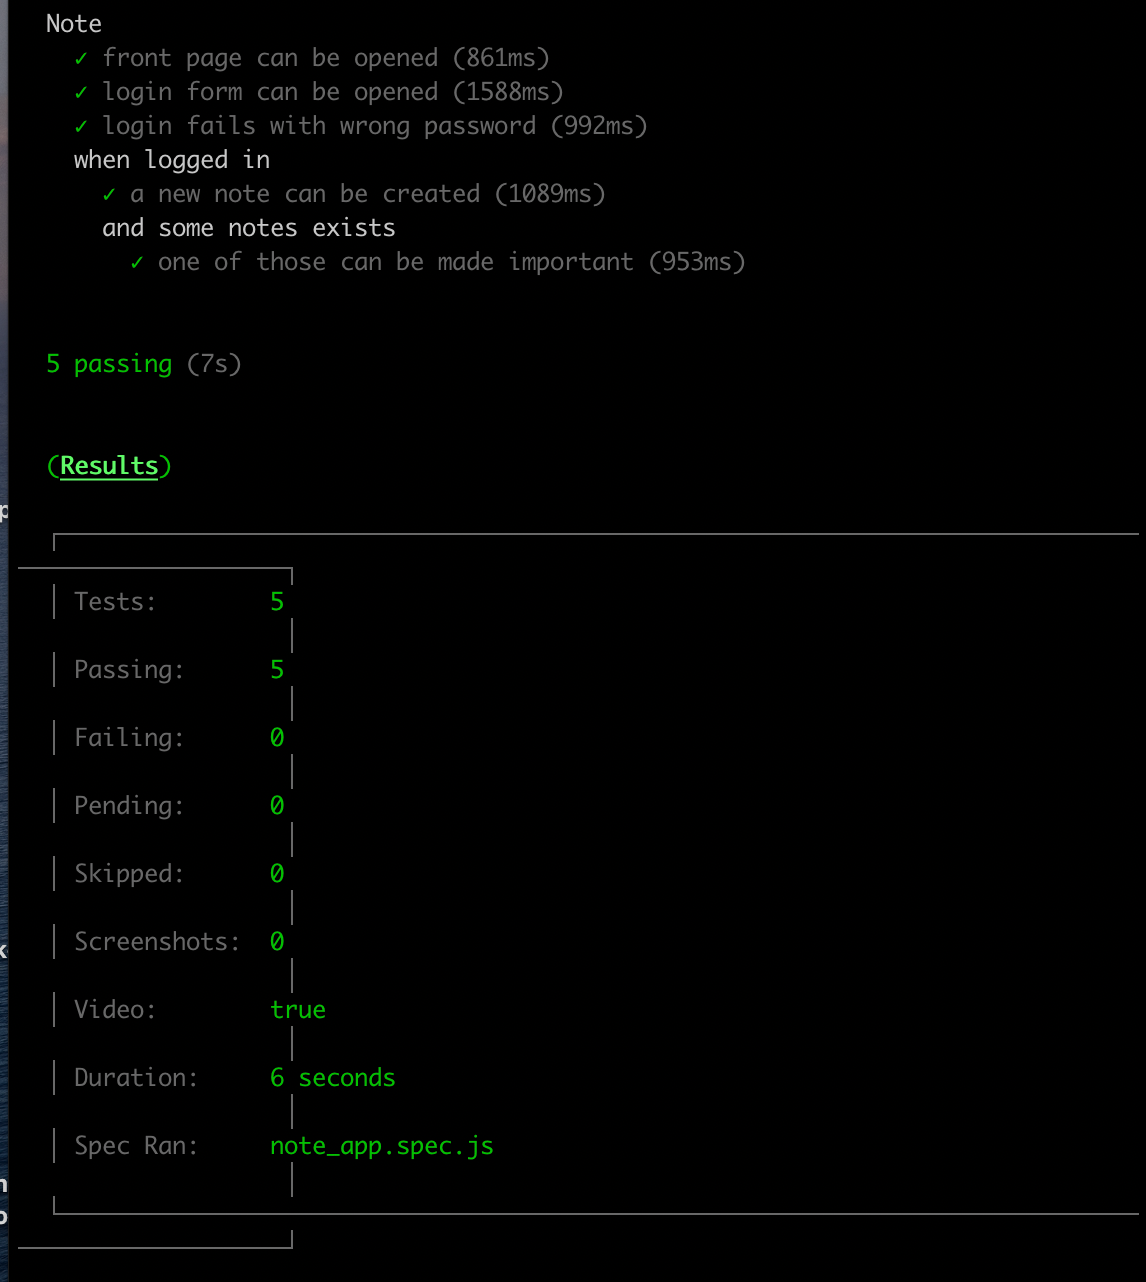 Note
✓ front page can be opened (861ms)
✓ login form can be opened (1588ms)
✓ login fails with wrong password (992ms)
when logged in
✓ a new note can be created (1089ms)
and some notes exists
✓ one of those can be made important (953ms)
5 passing (7s)
(Results)
Tests: 5
Passing: 5
Failing: 0
Pending: 0
Skipped: 0
Screenshots: 0
Video: true
Duration: 6 seconds
Spec Ran: note_app.spec.js